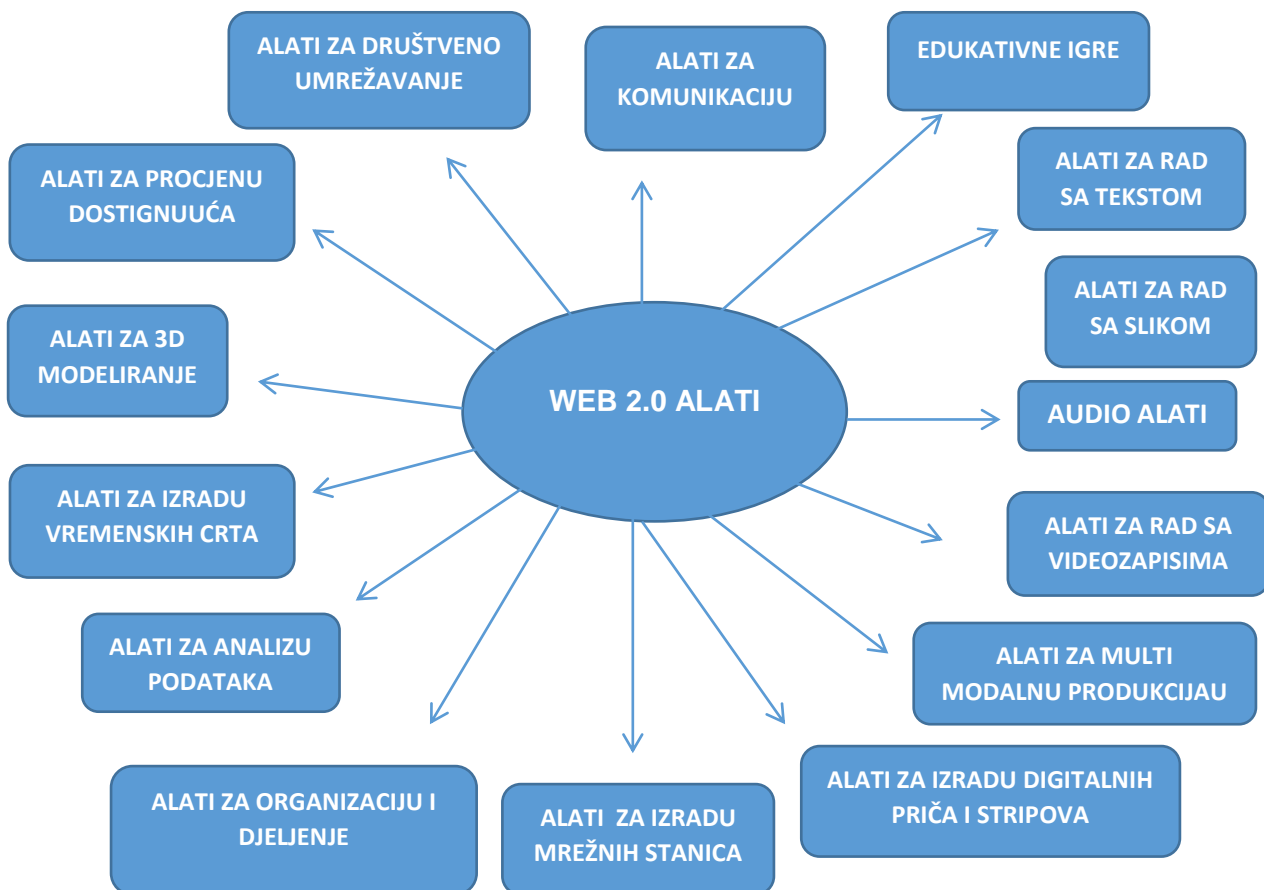 ALATI ZA DRUŠTVENO
UMREŽAVANJE
ALATI ZA
KOMUNIKACIJU
EDUKATIVNE IGRE
ALATI ZA PROCJENU
DOSTIGNUUĆA
ALATI ZA RAD
SA TEKSTOM
ALATI ZA RAD
SA SLIKOM
ALATI ZA 3D
MODELIRANJE
WEB 2.0 ALATI
AUDIO ALATI
ALATI ZA IZRADU
VREMENSKIH CRTA
ALATI ZA RAD SA
VIDEOZAPISIMA
ALATI ZA ANALIZU
PODATAKA
ALATI ZA MULTI
MODALNU PRODUKCIJAU
ALATI ZA ORGANIZACIJU I
DJELJENJE
ALATI ZA IZRADU
MREŽNIH STANICA
ALATI ZA IZRADU DIGITALNIH
PRIČA I STRIPOVA